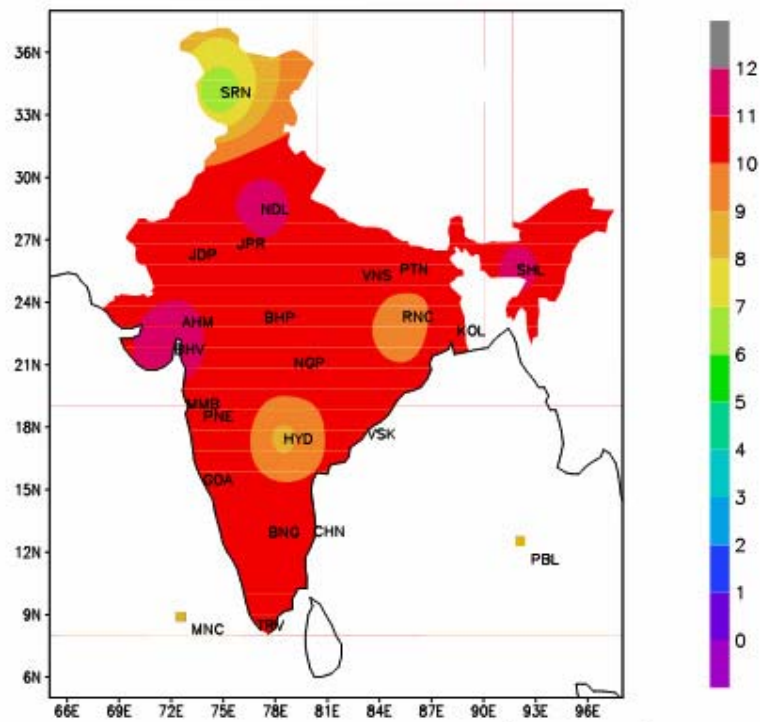 36N
12
SRN
33N
11
30N
10
NDL
9
27N
JPR
JDP
SHL
PTN
VNS
8
24N
AHM
BHP
RNC
KOL
7
BHV
21N
NGP
6
MMB
PNE
5
18N
HYD
VSK
4
GOA
15N
3
BNG
CHN
2
12N
PBL
1
9N
MNC
TRV
0
6N
66E 69E 72E 75E 78E 81E 84E 87E 90E 93E 96E